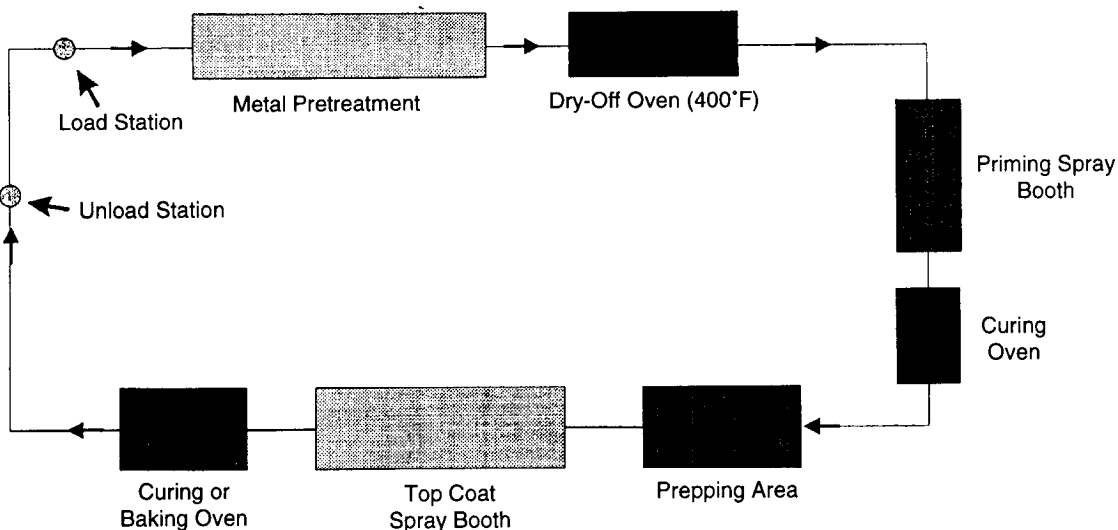 Metal Pretreatment
Dry-Off Oven (400°F)
Load Station
Priming Spray
Booth
Unload Station
Curing
Oven
Curing or
Baking Oven
Top Coat
Spray Booth
Prepping Area